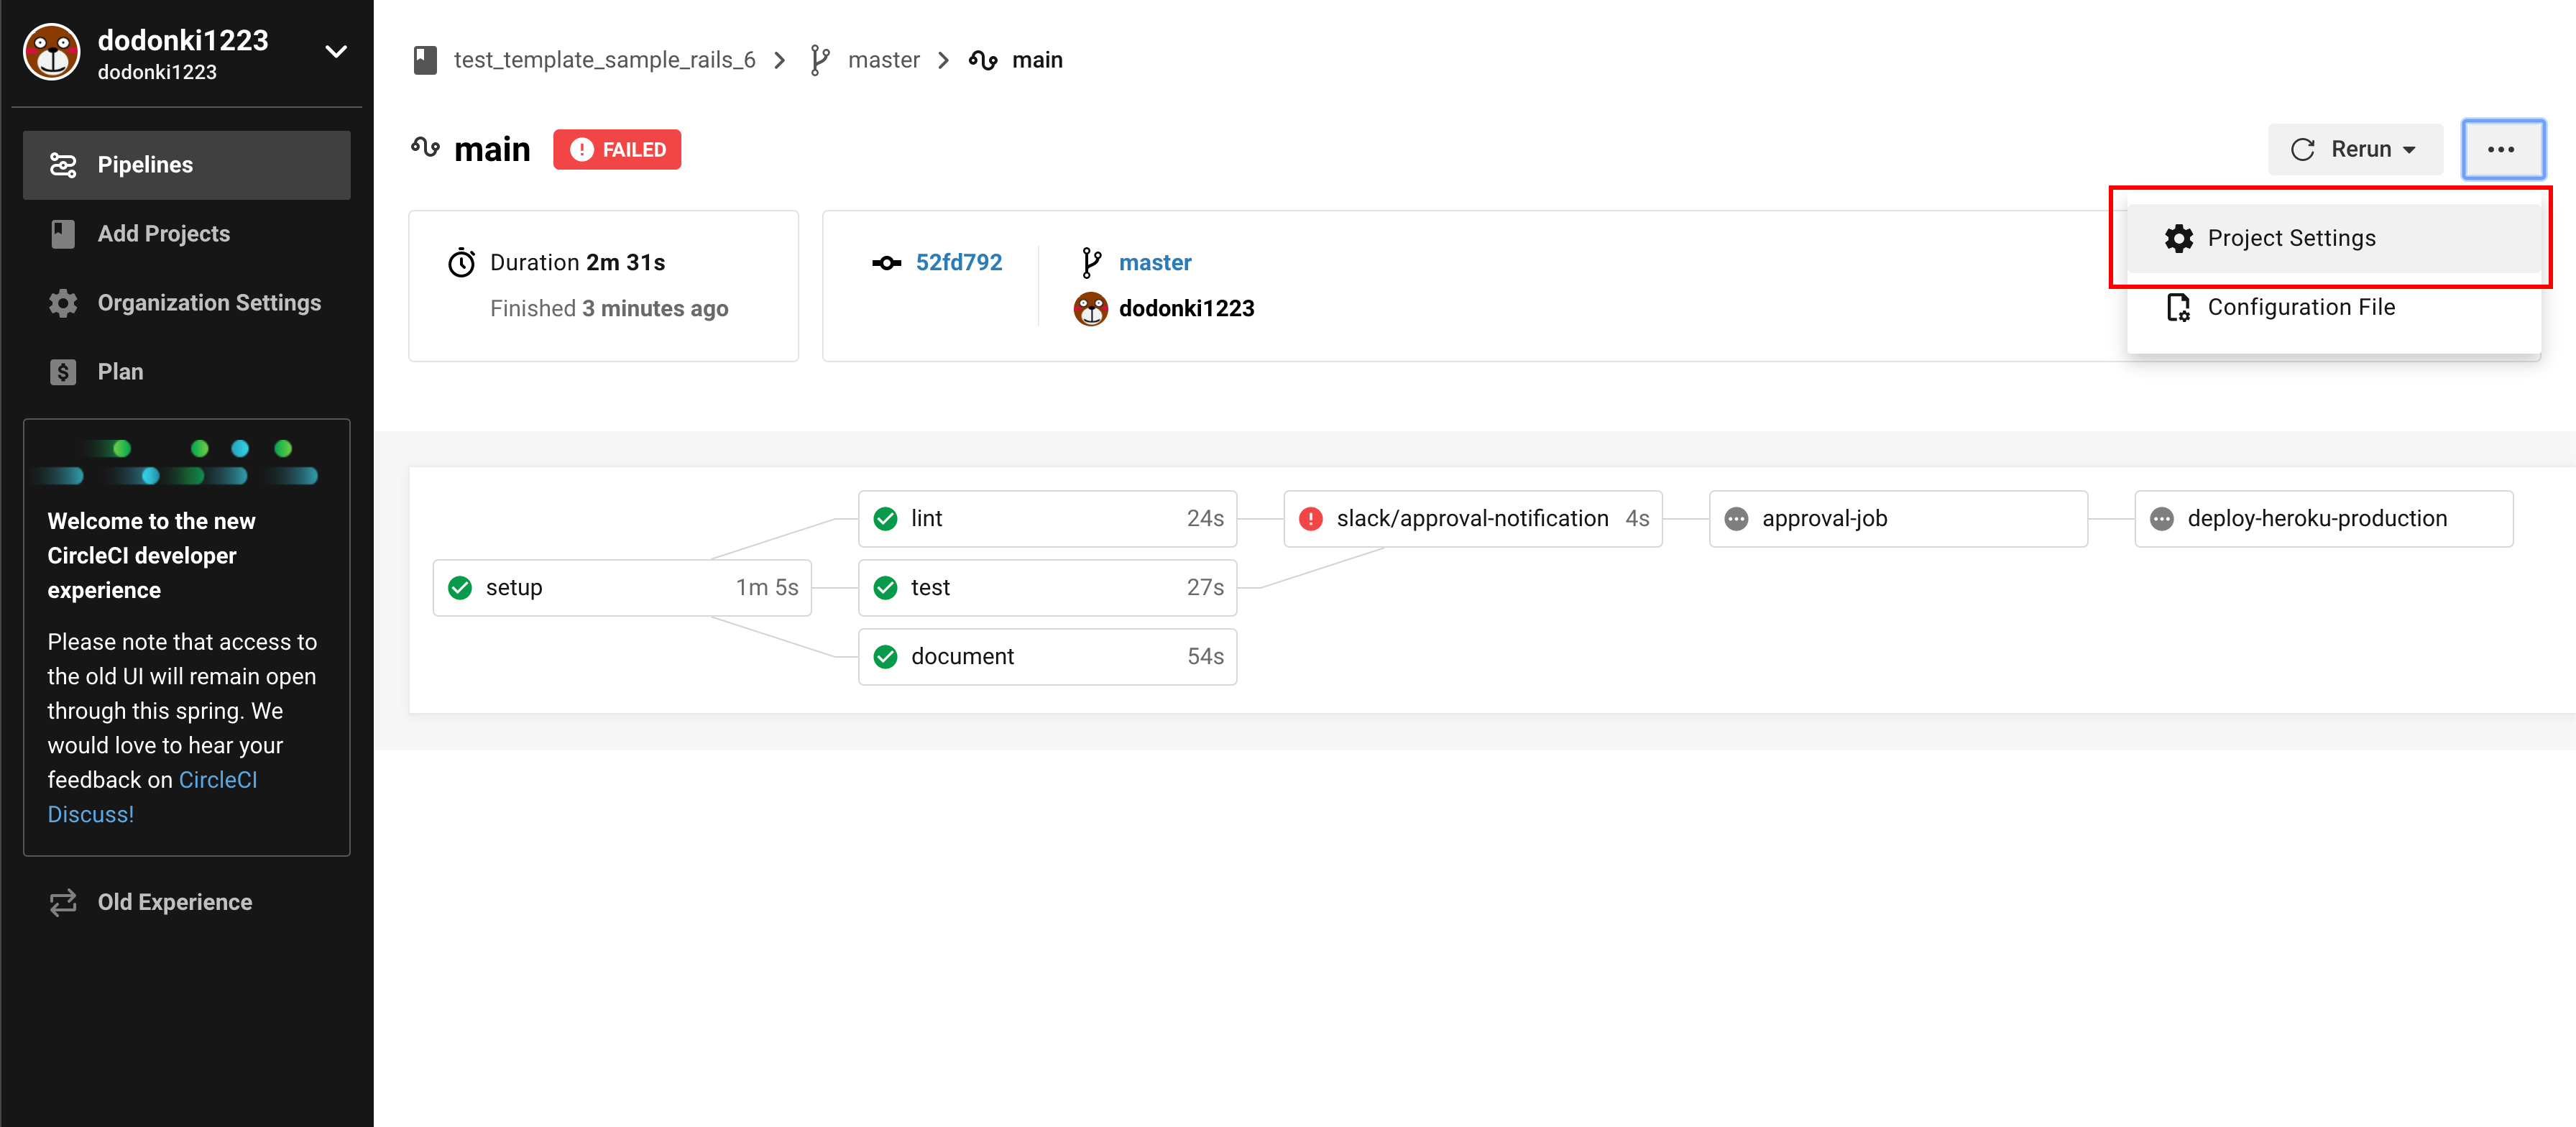 dodonki1223
dodonki1223
Pipelines
Add Projects
Organization Settings
Plan
Welcome to the new
CircleCI developer
experience
Please note that access to
the old UI will remain open
through this spring. We
would love to hear your
feedback on CircleCI
Discuss!
Old Experience
test_template_sample_rails_6 master main
main FAILED
Rerun
Project Settings
Configuration File
Duration 2m 31s
Finished 3 minutes ago
52fd792
master
dodonki1223
setup 1m 5s
lint 24s
test 27s
document 54s
slack/approval-notification 4s
approval-job
deploy-heroku-production